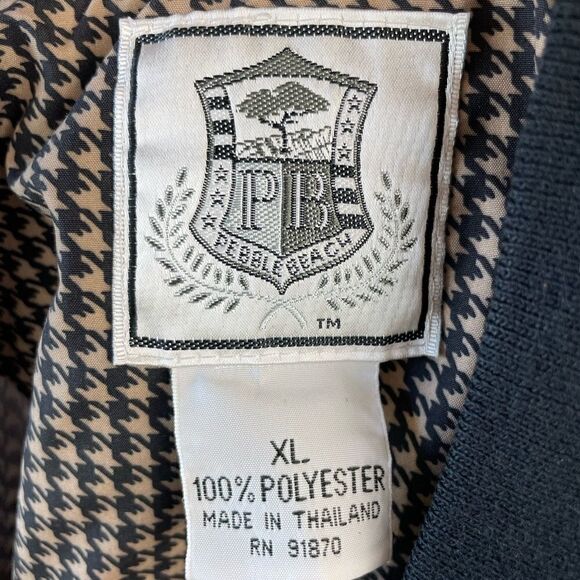 PB
PEBBLE BEACH
TM
XL
100% POLYESTER
MADE IN THAILAND
RN 91870